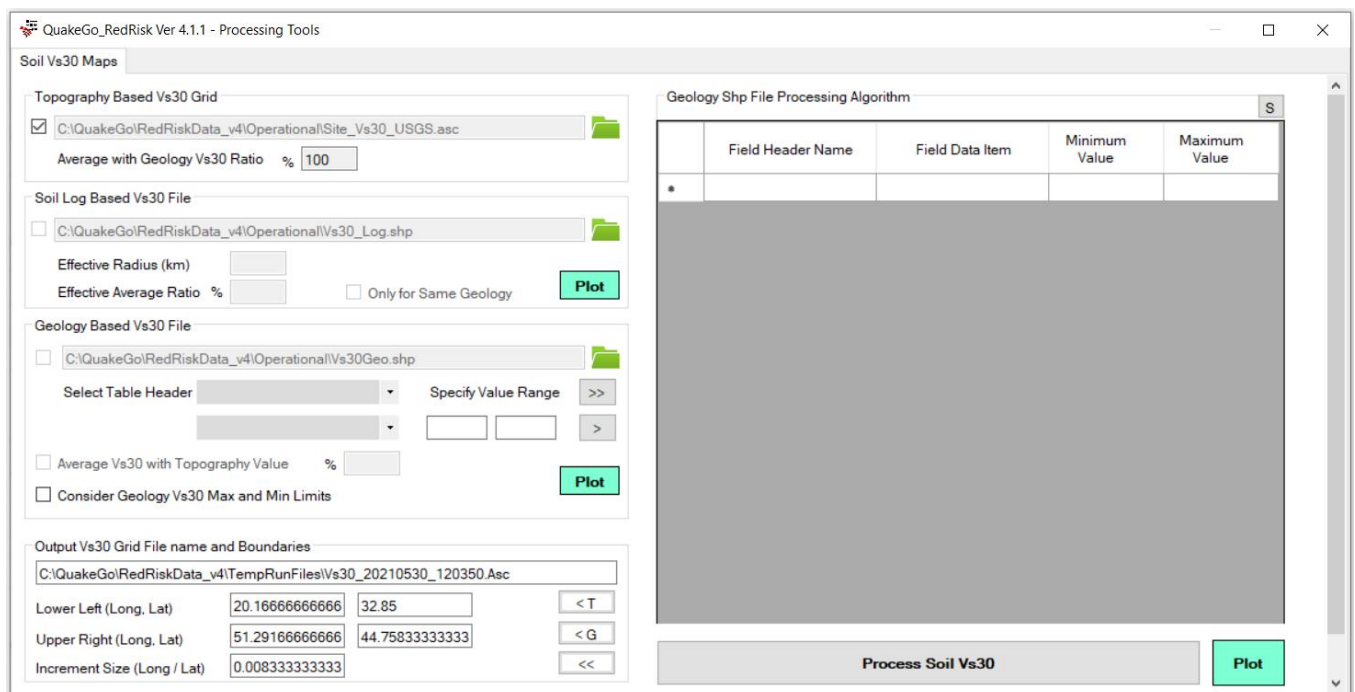 QuakeGo_RedRisk Ver 4.1.1 - Processing Tools
Soil Vs30 Maps
Topography Based Vs30 Grid
C:\QuakeGo\RedRiskData_v4\Operational\Site_Vs30_USGS.asc
Average with Geology Vs30 Ratio % 100
Soil Log Based Vs30 File
C:\QuakeGo\RedRiskData_v4\Operational\Vs30_Log.shp
Effective Radius (km)
Effective Average Ratio % Only for Same Geology Plot
Geology Based Vs30 File
C:\QuakeGo\RedRiskData_v4\Operational\Vs30Geo.shp
Select Table Header Specify Value Range >>
>
Average Vs30 with Topography Value %
Consider Geology Vs30 Max and Min Limits Plot
Output Vs30 Grid File name and Boundaries
C:\QuakeGo\RedRiskData_v4\TempRunFiles\Vs30_20210530_120350.Asc
Lower Left (Long, Lat) 20.16666666666 32.85 < T
Upper Right (Long, Lat) 51.29166666666 44.75833333333 < G
Increment Size (Long / Lat) 0.008333333333 <<
Geology Shp File Processing Algorithm S
Field Header Name Field Data Item Minimum Value Maximum Value
*
Process Soil Vs30 Plot